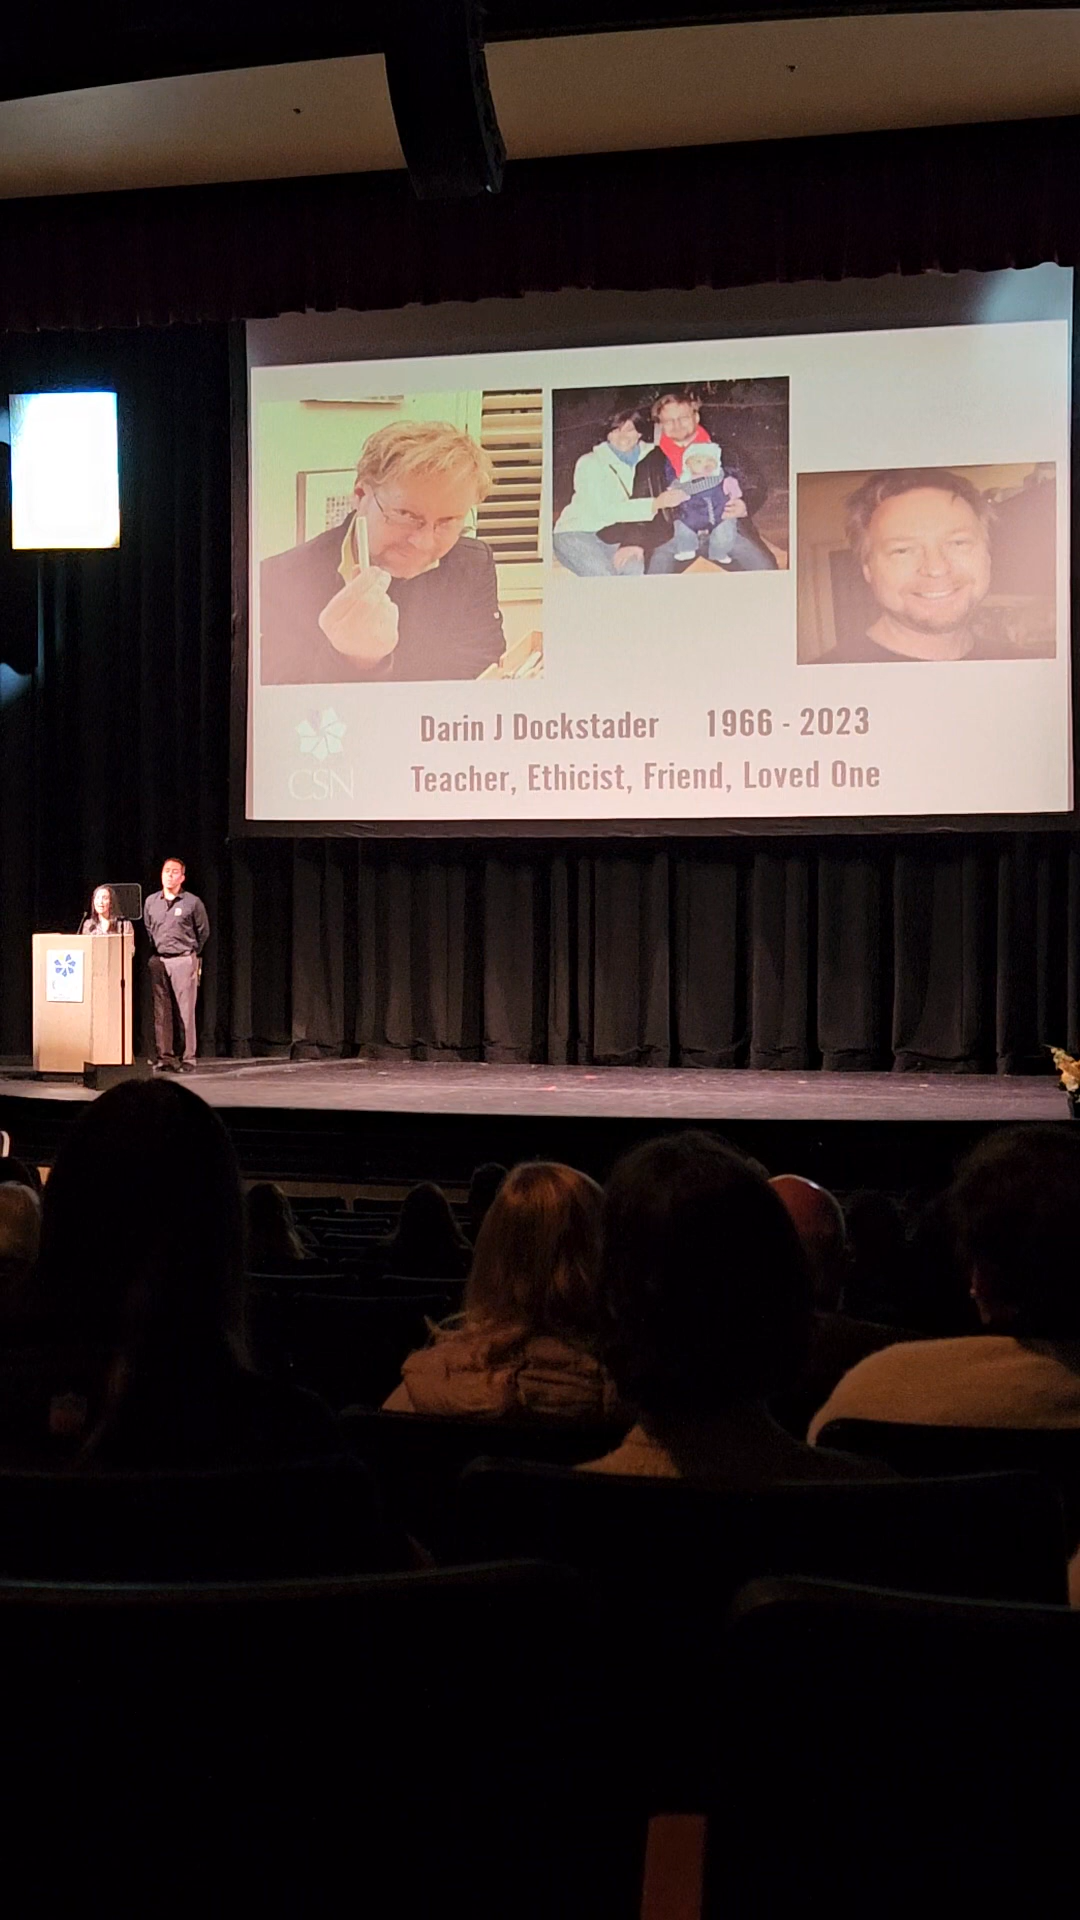 Darin J Dockstader 1966 - 2023
Teacher, Ethicist, Friend, Loved One
CSN